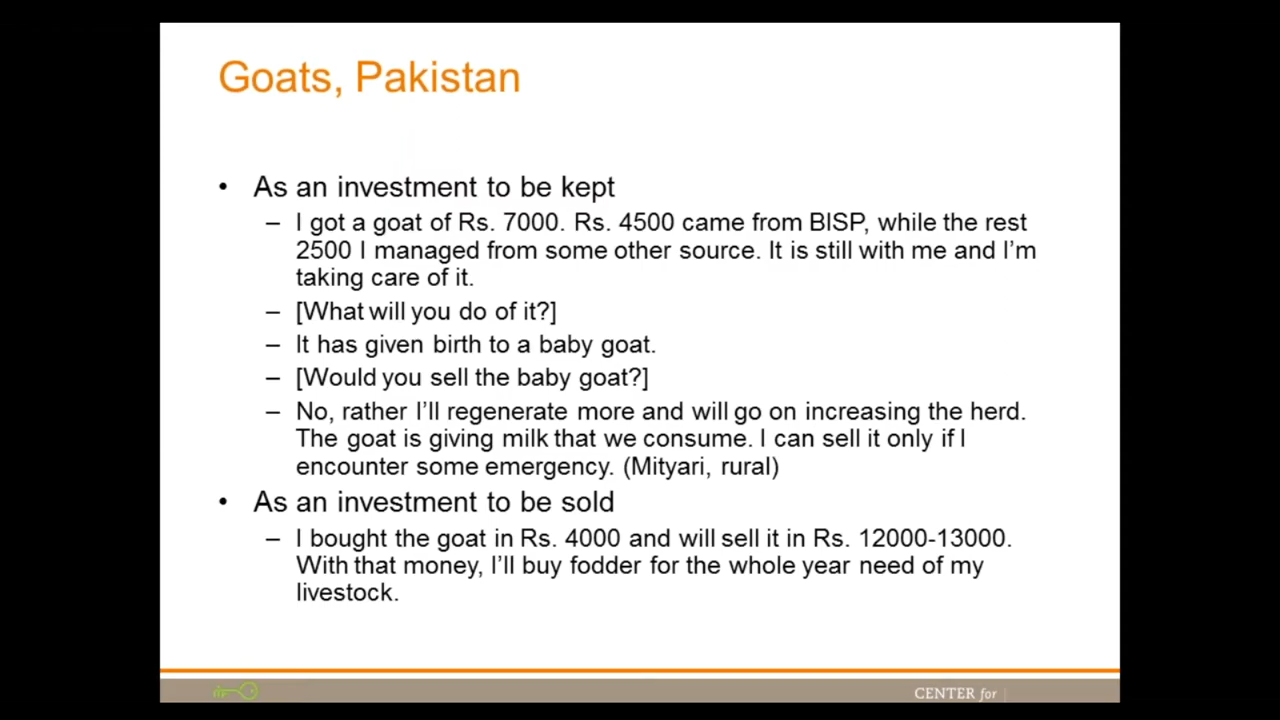 Goats, Pakistan
• As an investment to be kept
– I got a goat of Rs. 7000. Rs. 4500 came from BISP, while the rest
2500 I managed from some other source. It is still with me and I'm
taking care of it.
– [What will you do of it?]
– It has given birth to a baby goat.
– [Would you sell the baby goat?]
– No, rather I'll regenerate more and will go on increasing the herd.
The goat is giving milk that we consume. I can sell it only if I
encounter some emergency. (Mityari, rural)
• As an investment to be sold
– I bought the goat in Rs. 4000 and will sell it in Rs. 12000-13000.
With that money, I'll buy fodder for the whole year need of my
livestock.
CENTER for